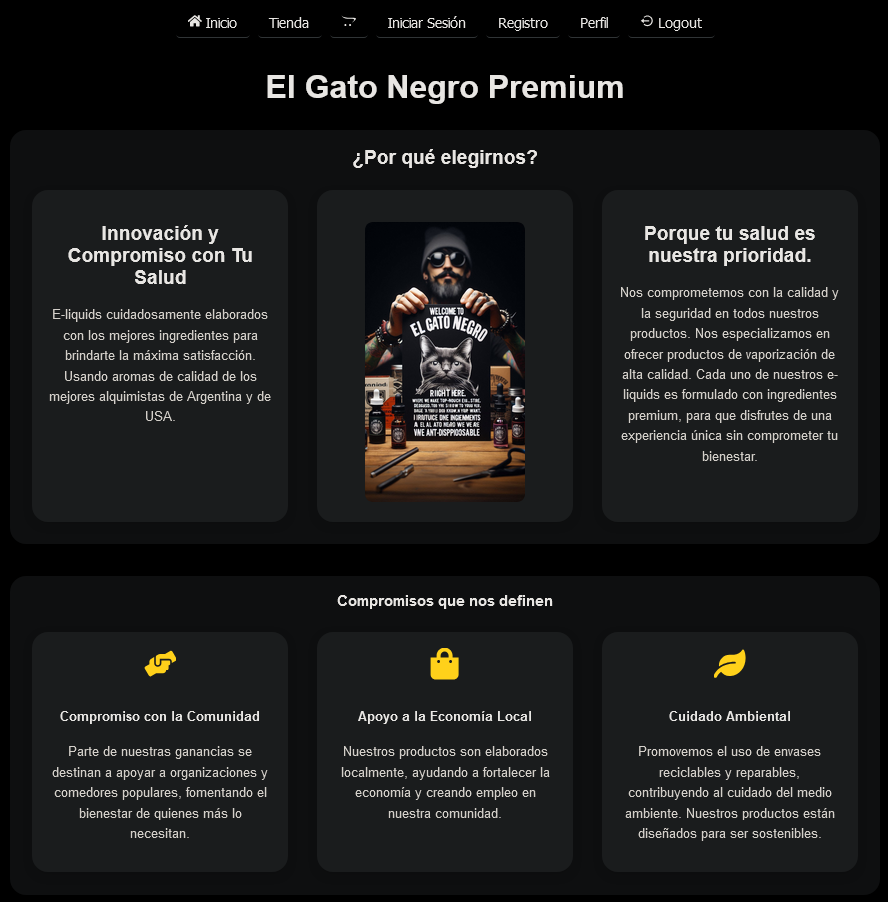 Inicio
Tienda
Iniciar Sesión
Registro
Perfil
Logout
El Gato Negro Premium
¿Por qué elegirnos?
Innovación y
Compromiso con Tu
Salud
E-liquids cuidadosamente elaborados
con los mejores ingredientes para
brindarte la máxima satisfacción.
Usando aromas de calidad de los
mejores alquimistas de Argentina y de
USA.
WELCOME TO
EL GATO NEGRO
RIGHT HERE.
Porque tu salud es
nuestra prioridad.
Nos comprometemos con la calidad y
la seguridad en todos nuestros
productos. Nos especializamos en
ofrecer productos de vaporización de
alta calidad. Cada uno de nuestros e-
liquids es formulado con ingredientes
premium, para que disfrutes de una
experiencia única sin comprometer tu
bienestar.
Compromisos que nos definen
Compromiso con la Comunidad
Parte de nuestras ganancias se
destinan a apoyar a organizaciones y
comedores populares, fomentando el
bienestar de quienes más lo
necesitan.
Apoyo a la Economía Local
Nuestros productos son elaborados
localmente, ayudando a fortalecer la
economía y creando empleo en
nuestra comunidad.
Cuidado Ambiental
Promovemos el uso de envases
reciclables y reparables,
contribuyendo al cuidado del medio
ambiente. Nuestros productos están
diseñados para ser sostenibles.